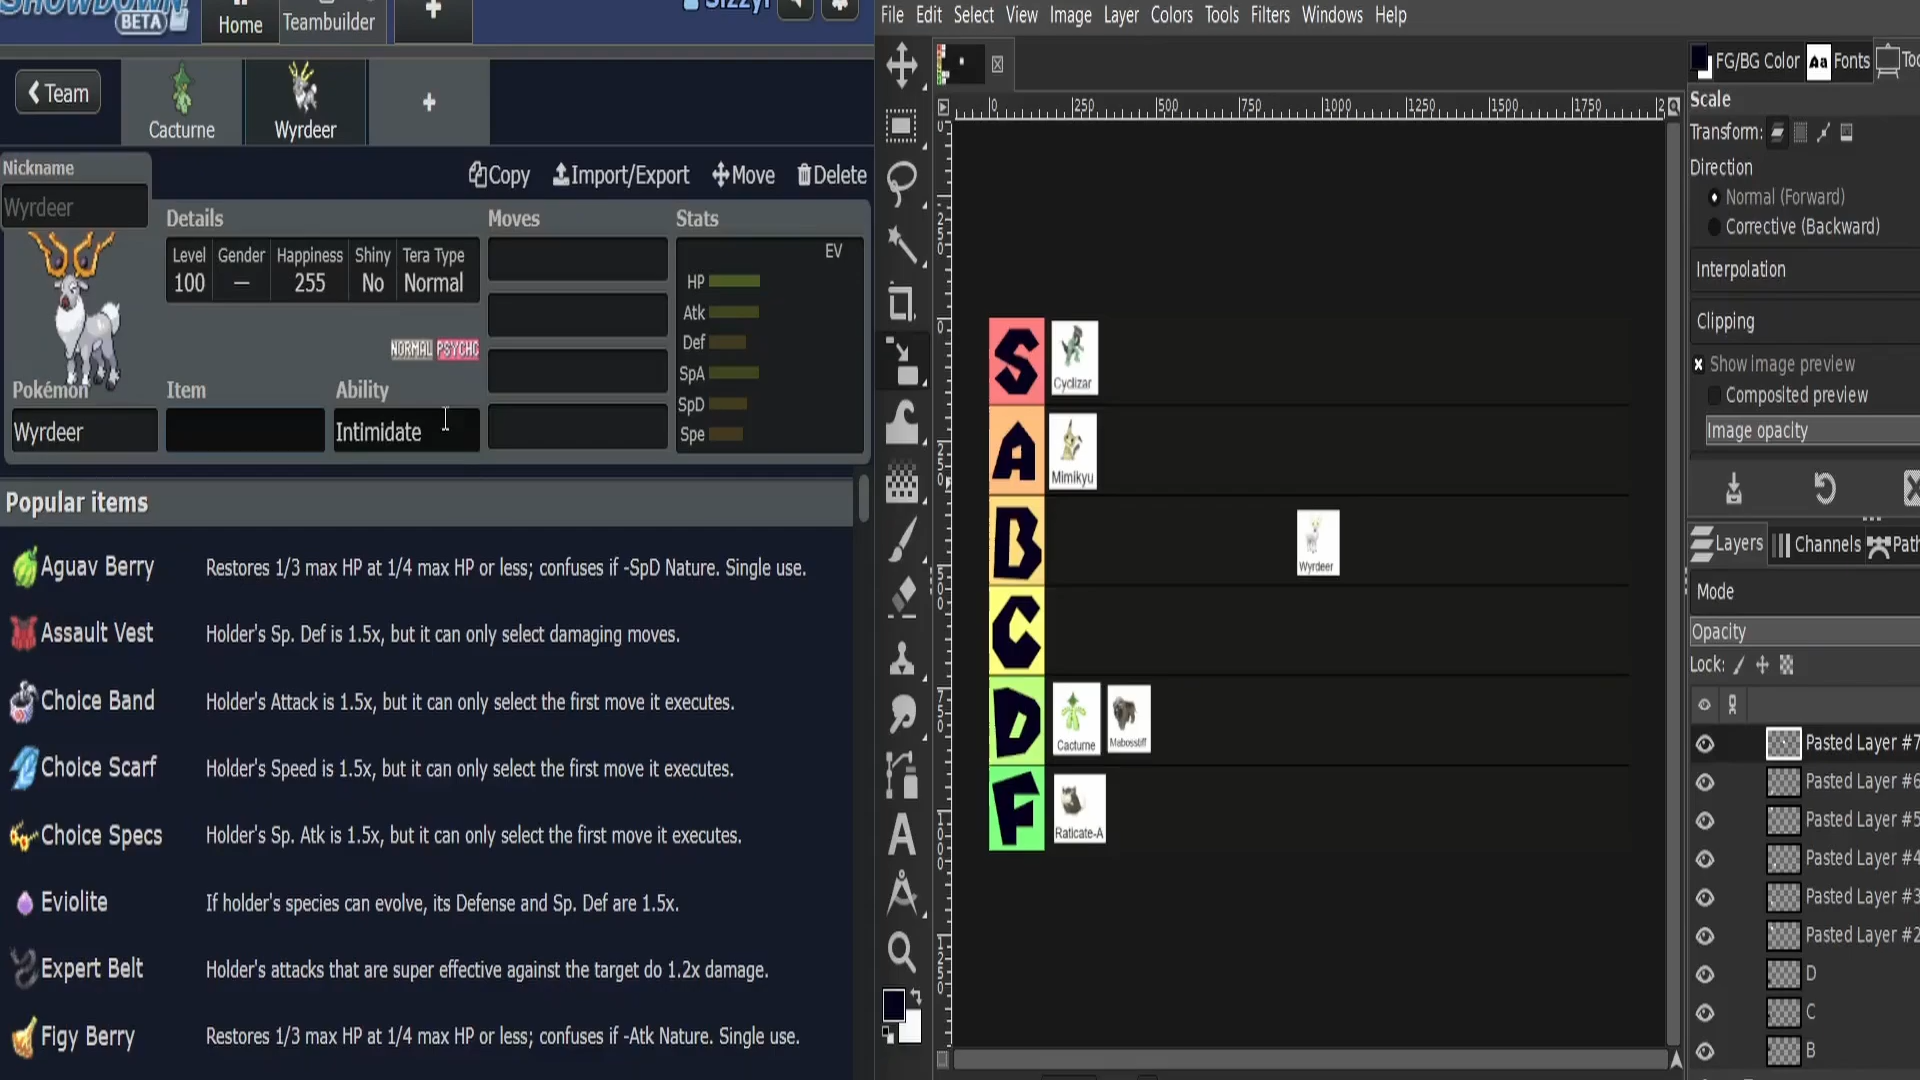 SHOWDOWN
BETA
Home
Teambuilder
+
Team
Cacturne
Wyrdeer
+
Nickname
Wyrdeer
Copy
Import/Export
Move
Delete
Details
Moves
Stats
Level
Gender
Happiness
Shiny
Tera Type
100
—
255
No
Normal
EV
HP
Atk
Def
SpA
SpD
Spe
NORMAL
PSYCHC
Pokémon
Item
Ability
Wyrdeer
Intimidate
Popular items
Aguav Berry
Restores 1/3 max HP at 1/4 max HP or less; confuses if -SpD Nature. Single use.
Assault Vest
Holder's Sp. Def is 1.5x, but it can only select damaging moves.
Choice Band
Holder's Attack is 1.5x, but it can only select the first move it executes.
Choice Scarf
Holder's Speed is 1.5x, but it can only select the first move it executes.
Choice Specs
Holder's Sp. Atk is 1.5x, but it can only select the first move it executes.
Eviolite
If holder's species can evolve, its Defense and Sp. Def are 1.5x.
Expert Belt
Holder's attacks that are super effective against the target do 1.2x damage.
Figy Berry
Restores 1/3 max HP at 1/4 max HP or less; confuses if -Atk Nature. Single use.
File Edit Select View Image Layer Colors Tools Filters Windows Help
0 250 500 750 1000 1250 1500 1750 2
S
Cyclizar
A
Mimikyu
B
Wyrdeer
C
D
Cacturne
Mabosstiff
F
Raticate-A
FG/BG Color
Aa Fonts
Scale
Transform:
Direction
Normal (Forward)
Corrective (Backward)
Interpolation
Clipping
Show image preview
Composited preview
Image opacity
Layers
Channels
Path
Mode
Opacity
Lock:
Pasted Layer #7
Pasted Layer #6
Pasted Layer #5
Pasted Layer #4
Pasted Layer #3
Pasted Layer #2
D
C
B